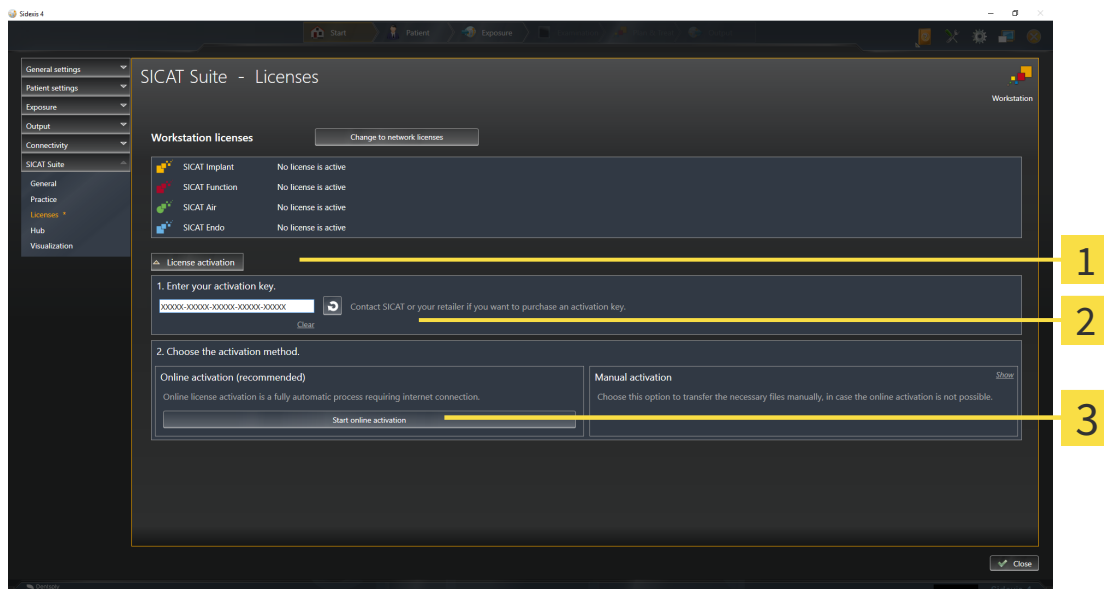 Sidexis 4
Start
Patient
Exposure
General settings
Patient settings
Exposure
Output
Connectivity
SICAT Suite
General
Practice
Licenses *
Hub
Visualization
SICAT Suite - Licenses
Workstation
Workstation licenses
Change to network licenses
SICAT Implant No license is active
SICAT Function No license is active
SICAT Air No license is active
SICAT Endo No license is active
License activation
1
1. Enter your activation key.
XXXXX-XXXXX-XXXXX-XXXXX-XXXXX
Contact SICAT or your retailer if you want to purchase an activation key.
Clear
2
2. Choose the activation method.
Online activation (recommended)
Online license activation is a fully automatic process requiring internet connection.
Start online activation
Manual activation
Show
Choose this option to transfer the necessary files manually, in case the online activation is not possible.
3
Close